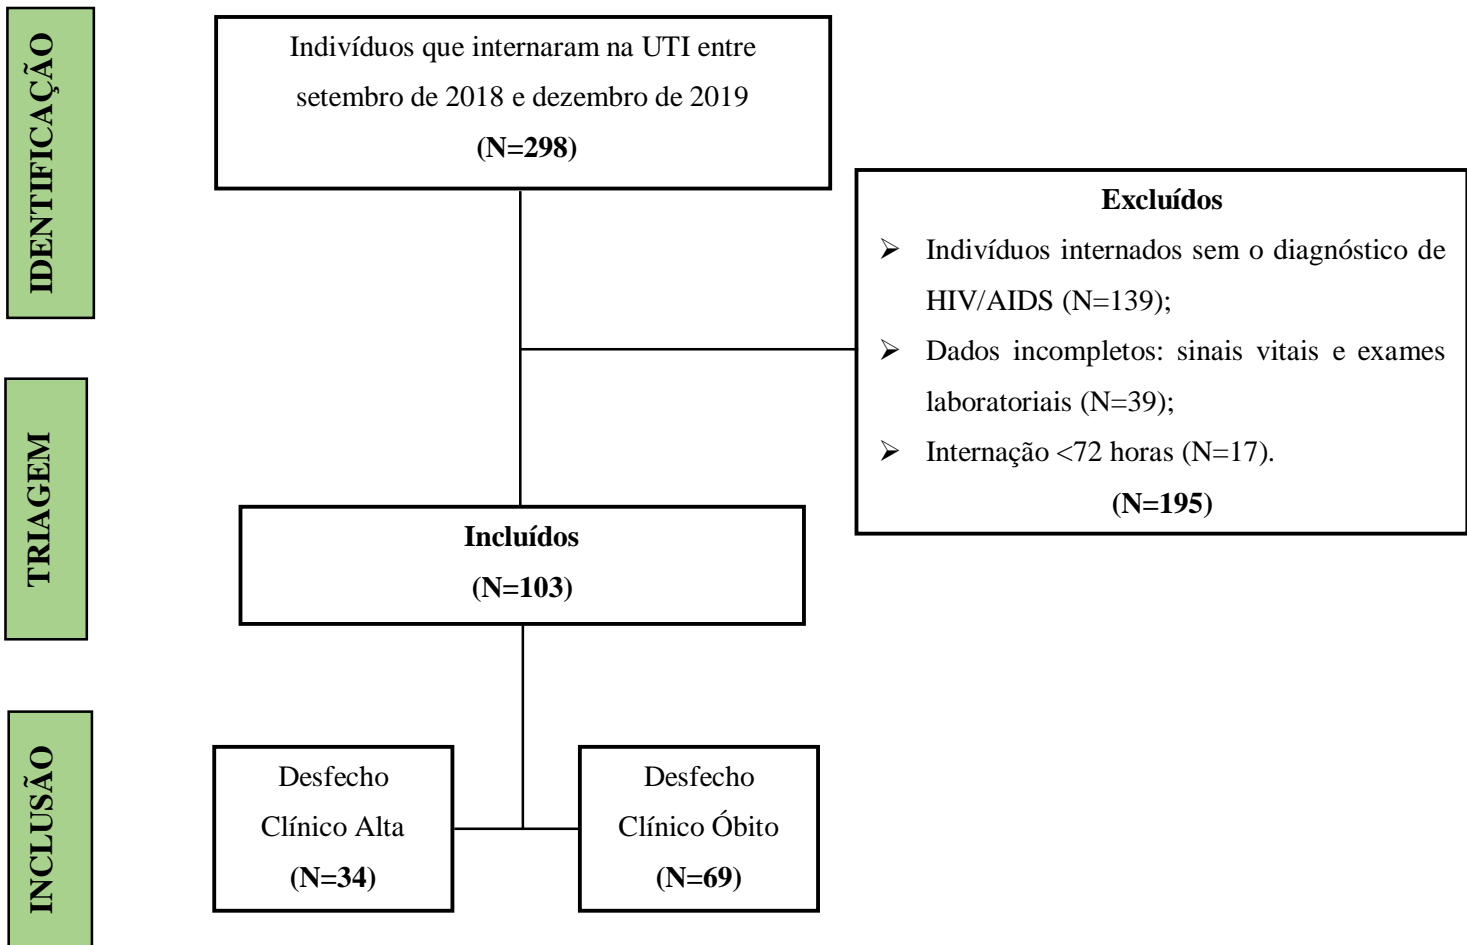 IDENTIFICAÇÃO
Indivíduos que internaram na UTI entre
setembro de 2018 e dezembro de 2019
(N=298)
Excluídos
➢ Indivíduos internados sem o diagnóstico de
HIV/AIDS (N=139);
➢ Dados incompletos: sinais vitais e exames
laboratoriais (N=39);
➢ Internação <72 horas (N=17).
(N=195)
TRIAGEM
Incluídos
(N=103)
INCLUSÃO
Desfecho
Clínico Alta
(N=34)
Desfecho
Clínico Óbito
(N=69)